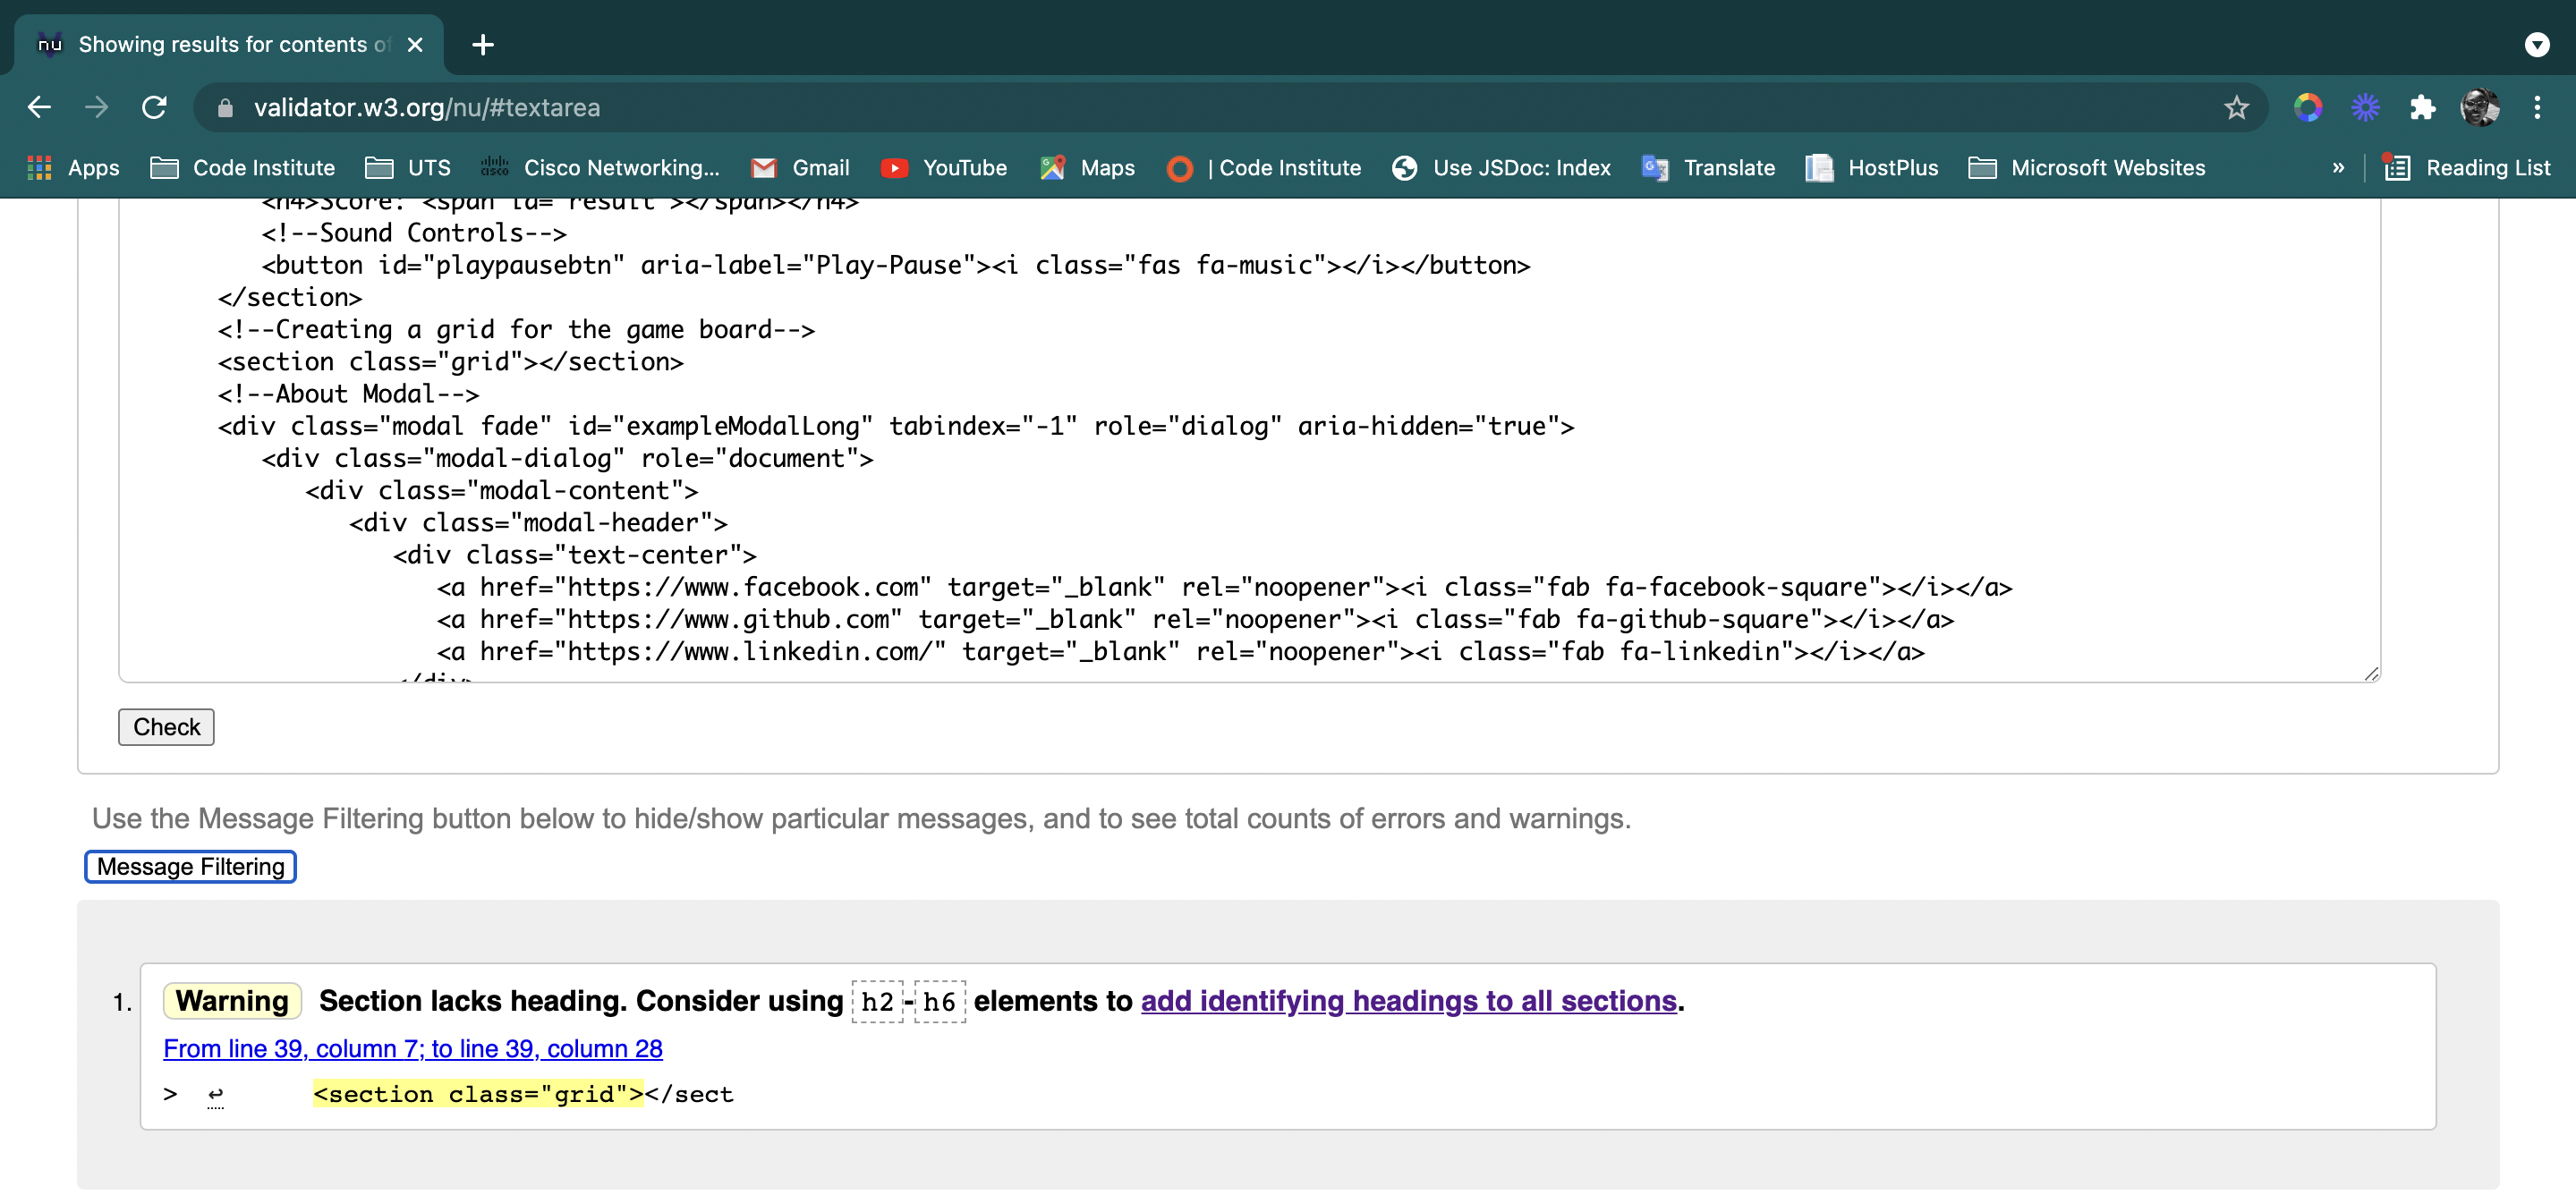 nu Showing results for contents of
validator.w3.org/nu/#textarea
Apps Code Institute UTS Cisco Networking... Gmail YouTube Maps | Code Institute Use JSDoc: Index Translate HostPlus Microsoft Websites » Reading List
<h4>Score: <span id="result"></span></h4>
<!--Sound Controls-->
<button id="playpausebtn" aria-label="Play-Pause"><i class="fas fa-music"></i></button>
</section>
<!--Creating a grid for the game board-->
<section class="grid"></section>
<!--About Modal-->
<div class="modal fade" id="exampleModalLong" tabindex="-1" role="dialog" aria-hidden="true">
<div class="modal-dialog" role="document">
<div class="modal-content">
<div class="modal-header">
<div class="text-center">
<a href="https://www.facebook.com" target="_blank" rel="noopener"><i class="fab fa-facebook-square"></i></a>
<a href="https://www.github.com" target="_blank" rel="noopener"><i class="fab fa-github-square"></i></a>
<a href="https://www.linkedin.com/" target="_blank" rel="noopener"><i class="fab fa-linkedin"></i></a>
</div>
Check
Use the Message Filtering button below to hide/show particular messages, and to see total counts of errors and warnings.
Message Filtering
1. Warning Section lacks heading. Consider using h2-h6 elements to add identifying headings to all sections.
From line 39, column 7; to line 39, column 28
> ↩ <section class="grid"></sect